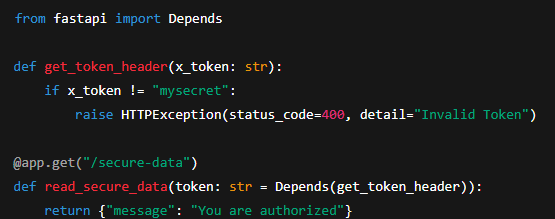 from fastapi import Depends
def get_token_header(x_token: str):
    if x_token != "mysecret":
        raise HTTPException(status_code=400, detail="Invalid Token")
@app.get("/secure-data")
def read_secure_data(token: str = Depends(get_token_header)):
    return {"message": "You are authorized"}